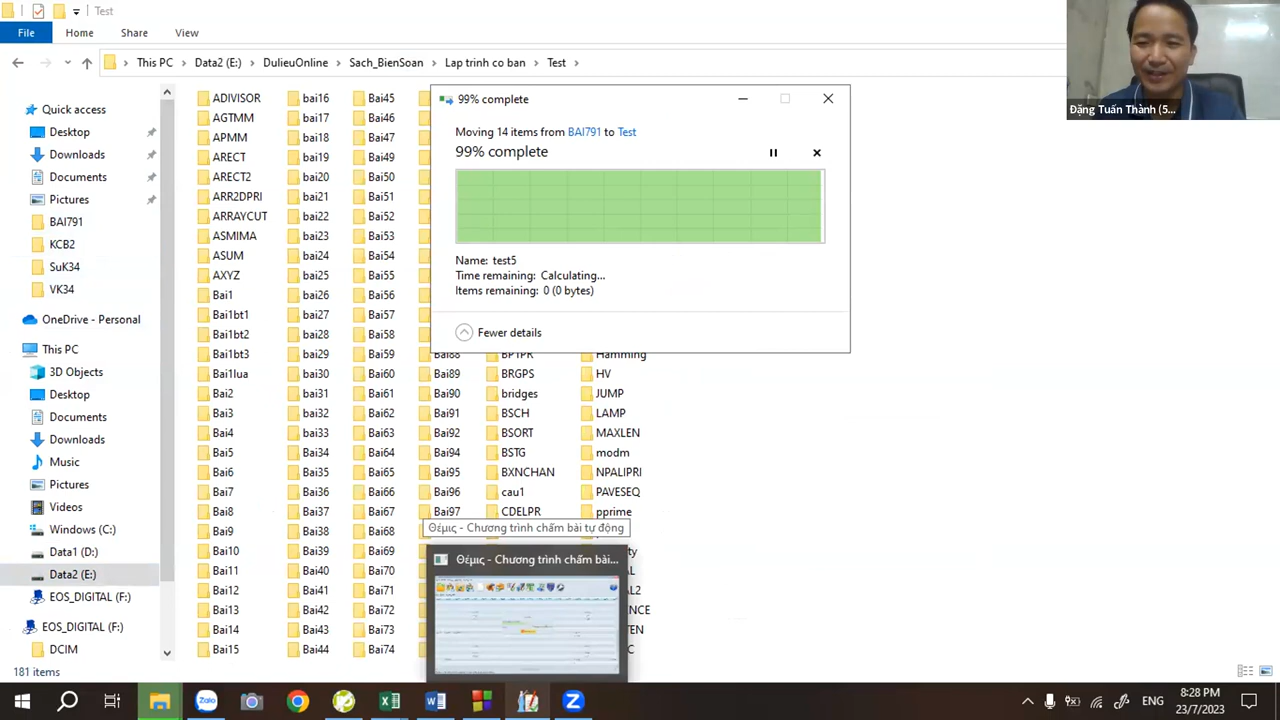 Test
File
Home
Share
View
This PC
Data2 (E:)
DulieuOnline
Sach_BienSoan
Lap trinh co ban
Test
Đặng Tuấn Thành (5...
Quick access
Desktop
Downloads
Documents
Pictures
BAI791
KCB2
SuK34
VK34
OneDrive - Personal
This PC
3D Objects
Desktop
Documents
Downloads
Music
Pictures
Videos
Windows (C:)
Data1 (D:)
Data2 (E:)
EOS_DIGITAL (F:)
EOS_DIGITAL (F:)
DCIM
ADIVISOR
AGTMM
APMM
ARECT
ARECT2
ARR2DPRI
ARRAYCUT
ASMIMA
ASUM
AXYZ
Bai1
Bai1bt1
Bai1bt2
Bai1bt3
Bai1lua
Bai2
Bai3
Bai4
Bai5
Bai6
Bai7
Bai8
Bai9
Bai10
Bai11
Bai12
Bai13
Bai14
Bai15
bai16
bai17
bai18
bai19
bai20
bai21
bai22
bai23
bai24
bai25
bai26
bai27
bai28
bai29
bai30
bai31
bai32
bai33
Bai34
Bai35
Bai36
Bai37
Bai38
Bai39
Bai40
Bai41
Bai42
Bai43
Bai44
Bai45
Bai46
Bai47
Bai49
Bai50
Bai51
Bai52
Bai53
Bai54
Bai55
Bai56
Bai57
Bai58
Bai59
Bai60
Bai61
Bai62
Bai63
Bai64
Bai65
Bai66
Bai67
Bai68
Bai69
Bai70
Bai71
Bai72
Bai73
Bai74
99% complete
Moving 14 items from BAI791 to Test
99% complete
Name: test5
Time remaining: Calculating...
Items remaining: 0 (0 bytes)
Fewer details
Bai88
Bai89
Bai90
Bai91
Bai92
Bai94
Bai95
Bai96
Bai97
BPTPR
BRGPS
bridges
BSCH
BSORT
BSTG
BXNCHAN
cau1
CDELPR
Hamming
HV
JUMP
LAMP
MAXLEN
modm
NPALIPRI
PAVESEQ
pprime
Θέμις - Chương trình chấm bài tự động
Θέμις - Chương trình chấm bài...
181 items
ENG
8:28 PM
23/7/2023